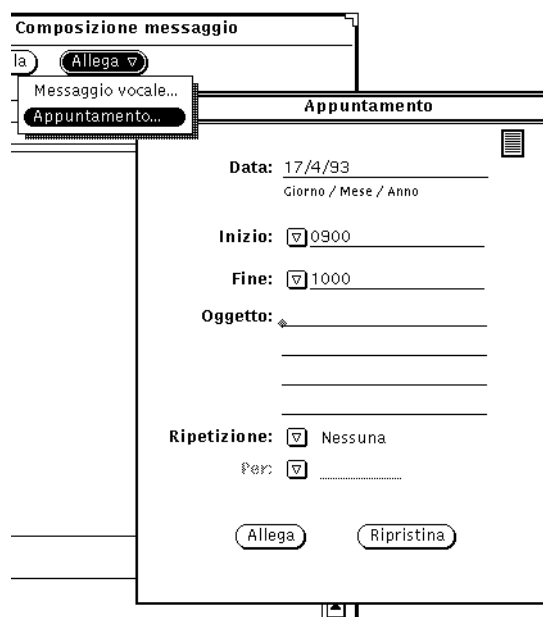 Composizione messaggio
la
Allega
Messaggio vocale...
Appuntamento...
Appuntamento
Data: 17/4/93
Giorno / Mese / Anno
Inizio: 0900
Fine: 1000
Oggetto:
Ripetizione: Nessuna
Per:
Allega Ripristina